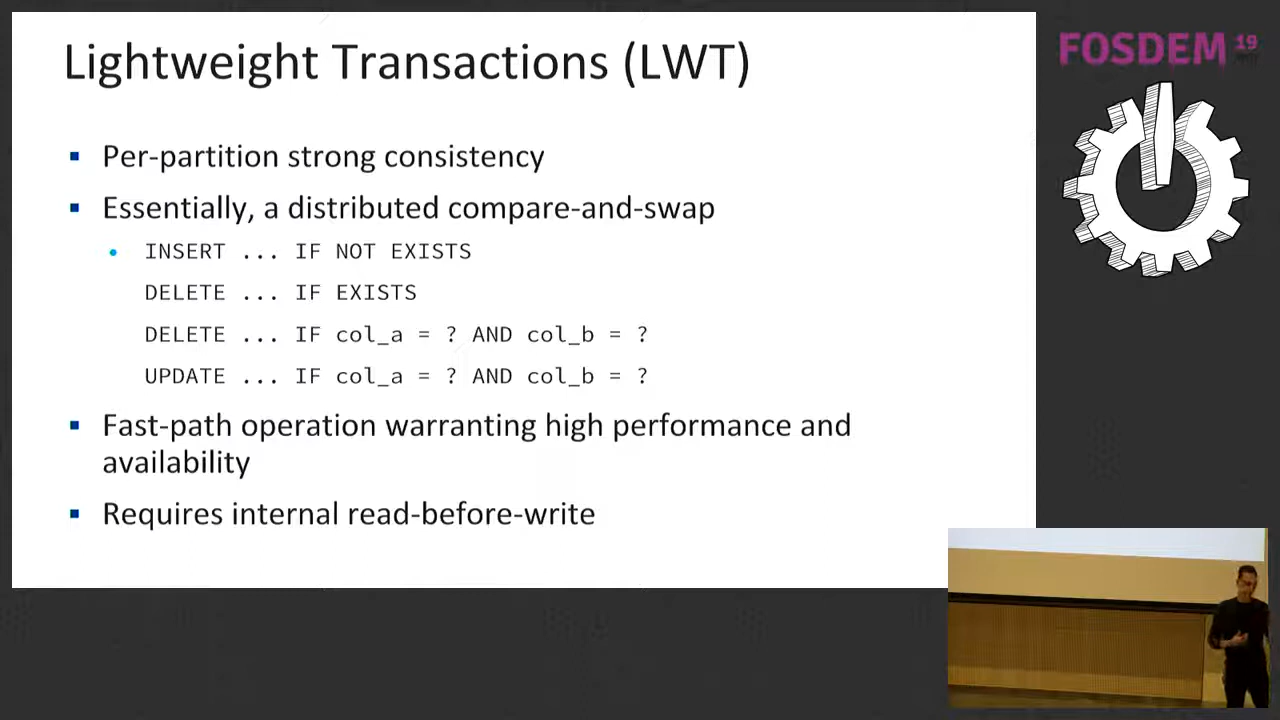 Lightweight Transactions (LWT)
Per-partition strong consistency
Essentially, a distributed compare-and-swap
INSERT ... IF NOT EXISTS
DELETE ... IF EXISTS
DELETE ... IF col_a = ? AND col_b = ?
UPDATE ... IF col_a = ? AND col_b = ?
Fast-path operation warranting high performance and
availability
Requires internal read-before-write
FOSDEM 19